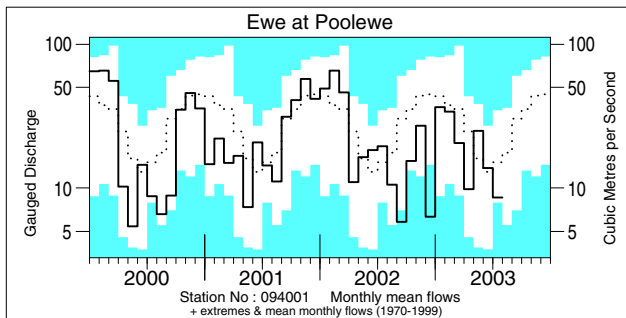 Ewe at Poolewe
100 100
50 50
10 10
5 5
Gauged Discharge
Cubic Metres per Second
2000 2001 2002 2003
Station No : 094001 Monthly mean flows
+ extremes & mean monthly flows (1970-1999)